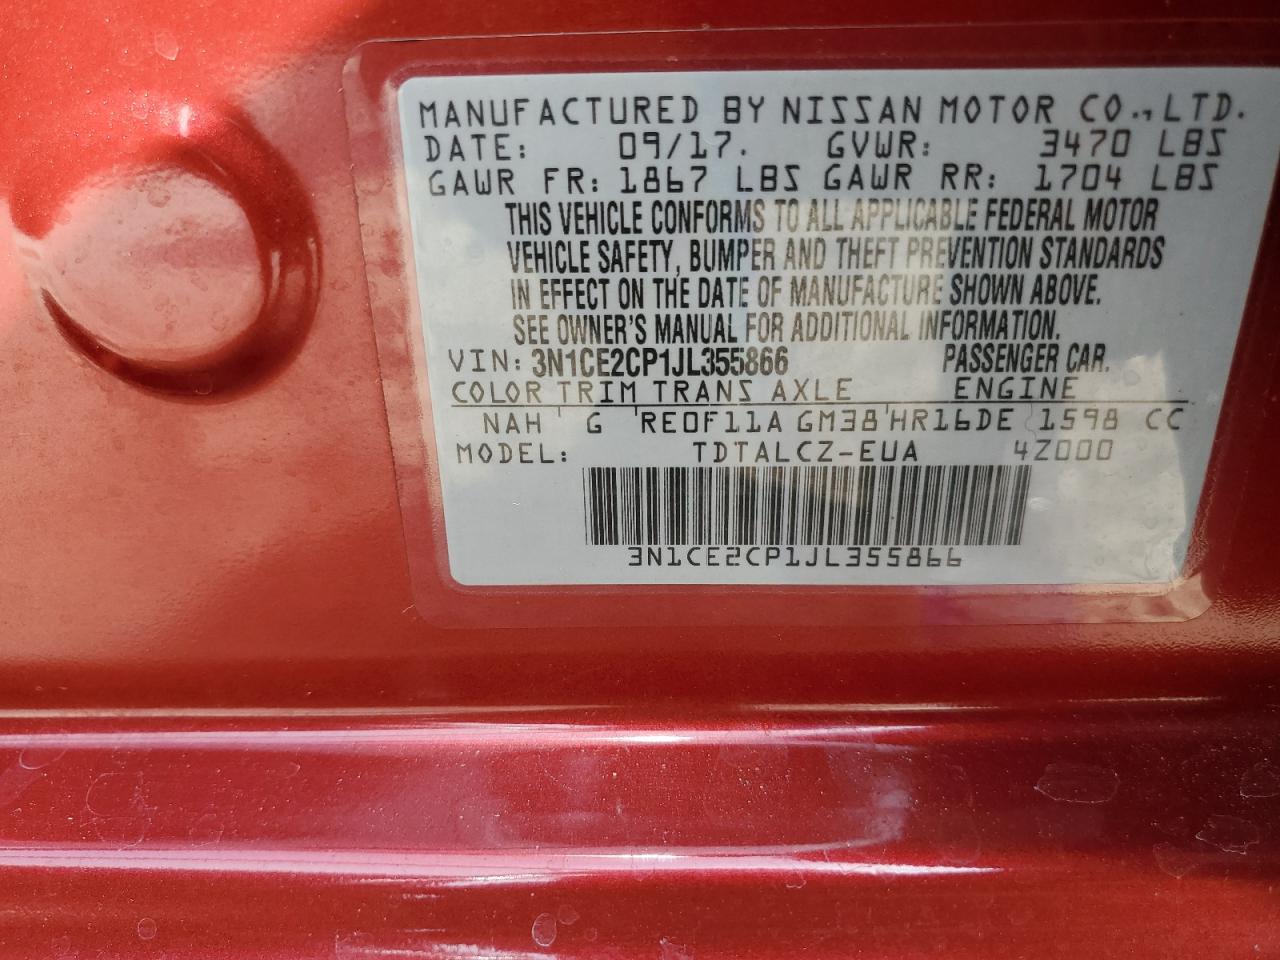 MANUFACTURED BY NISSAN MOTOR CO.,LTD.
DATE: 09/17. GVWR: 3470 LBS
GAWR FR: 1867 LBS GAWR RR: 1704 LBS
THIS VEHICLE CONFORMS TO ALL APPLICABLE FEDERAL MOTOR
VEHICLE SAFETY, BUMPER AND THEFT PREVENTION STANDARDS
IN EFFECT ON THE DATE OF MANUFACTURE SHOWN ABOVE.
SEE OWNER'S MANUAL FOR ADDITIONAL INFORMATION.
VIN: 3N1CE2CP1JL355866 PASSENGER CAR.
COLOR TRIM TRANS AXLE ENGINE
NAH G RE0F11A GM38 HR16DE 1598 CC
MODEL: TDTALCZ-EUA 4Z000
3N1CE2CP1JL355866